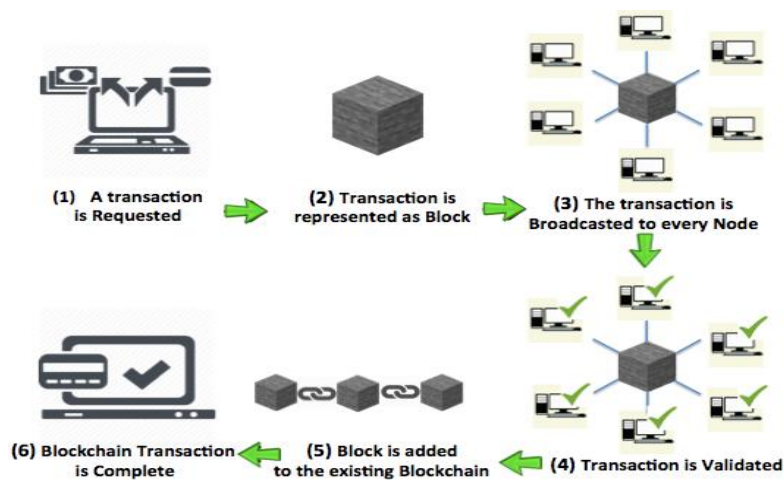 (1) A transaction
is Requested
(2) Transaction is
represented as Block
(3) The transaction is
Broadcasted to every Node
(4) Transaction is Validated
(5) Block is added
to the existing Blockchain
(6) Blockchain Transaction
is Complete